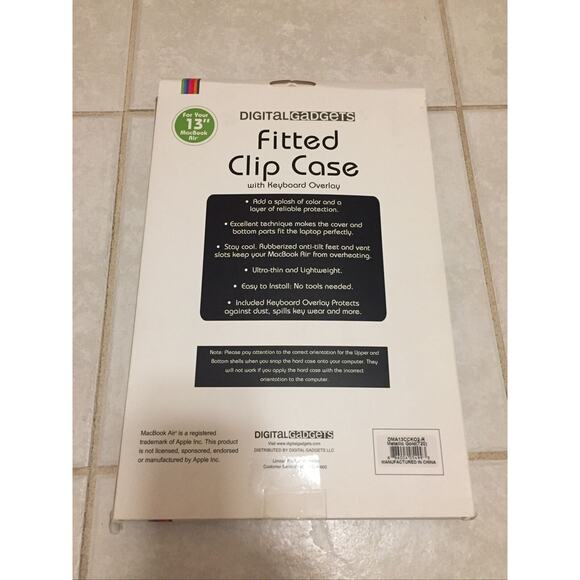 For Your
13"
MacBook
Air
DIGITALGADGETS
Fitted
Clip Case
with Keyboard Overlay
• Add a splash of color and a
layer of reliable protection.
• Excellent technique makes the cover and
bottom parts fit the laptop perfectly.
• Stay cool. Rubberized anti-tilt feet and vent
slots keep your MacBook Air® from overheating.
• Ultra-thin and Lightweight.
• Easy to Install: No tools needed.
• Included Keyboard Overlay Protects
against dust, spills key wear and more.
Note: Please pay attention to the correct orientation for the Upper and
Bottom shells when you snap the hard case onto your computer. They
will not work if you apply the hard case with the incorrect
orientation to the computer.
MacBook Air® is a registered
trademark of Apple Inc. This product
is not licensed, sponsored, endorsed
or manufactured by Apple Inc.
DIGITALGADGETS
Visit www.digitalgadgets.com
DISTRIBUTED BY DIGITAL GADGETS LLC
Customer
DMA13CCKO2-R
Metallic Gold(720)
MANUFACTURED IN CHINA